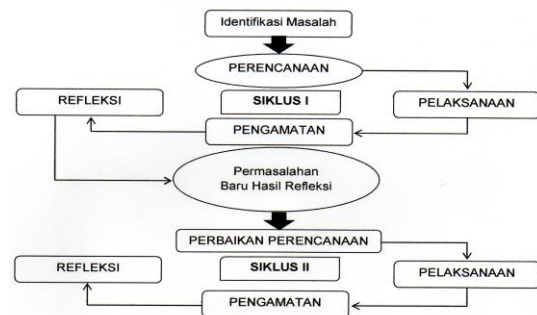 Identifikasi Masalah
PERENCANAAN
REFLEKSI
SIKLUS I
PELAKSANAAN
PENGAMATAN
Permasalahan
Baru Hasil Refleksi
PERBAIKAN PERENCANAAN
REFLEKSI
SIKLUS II
PELAKSANAAN
PENGAMATAN